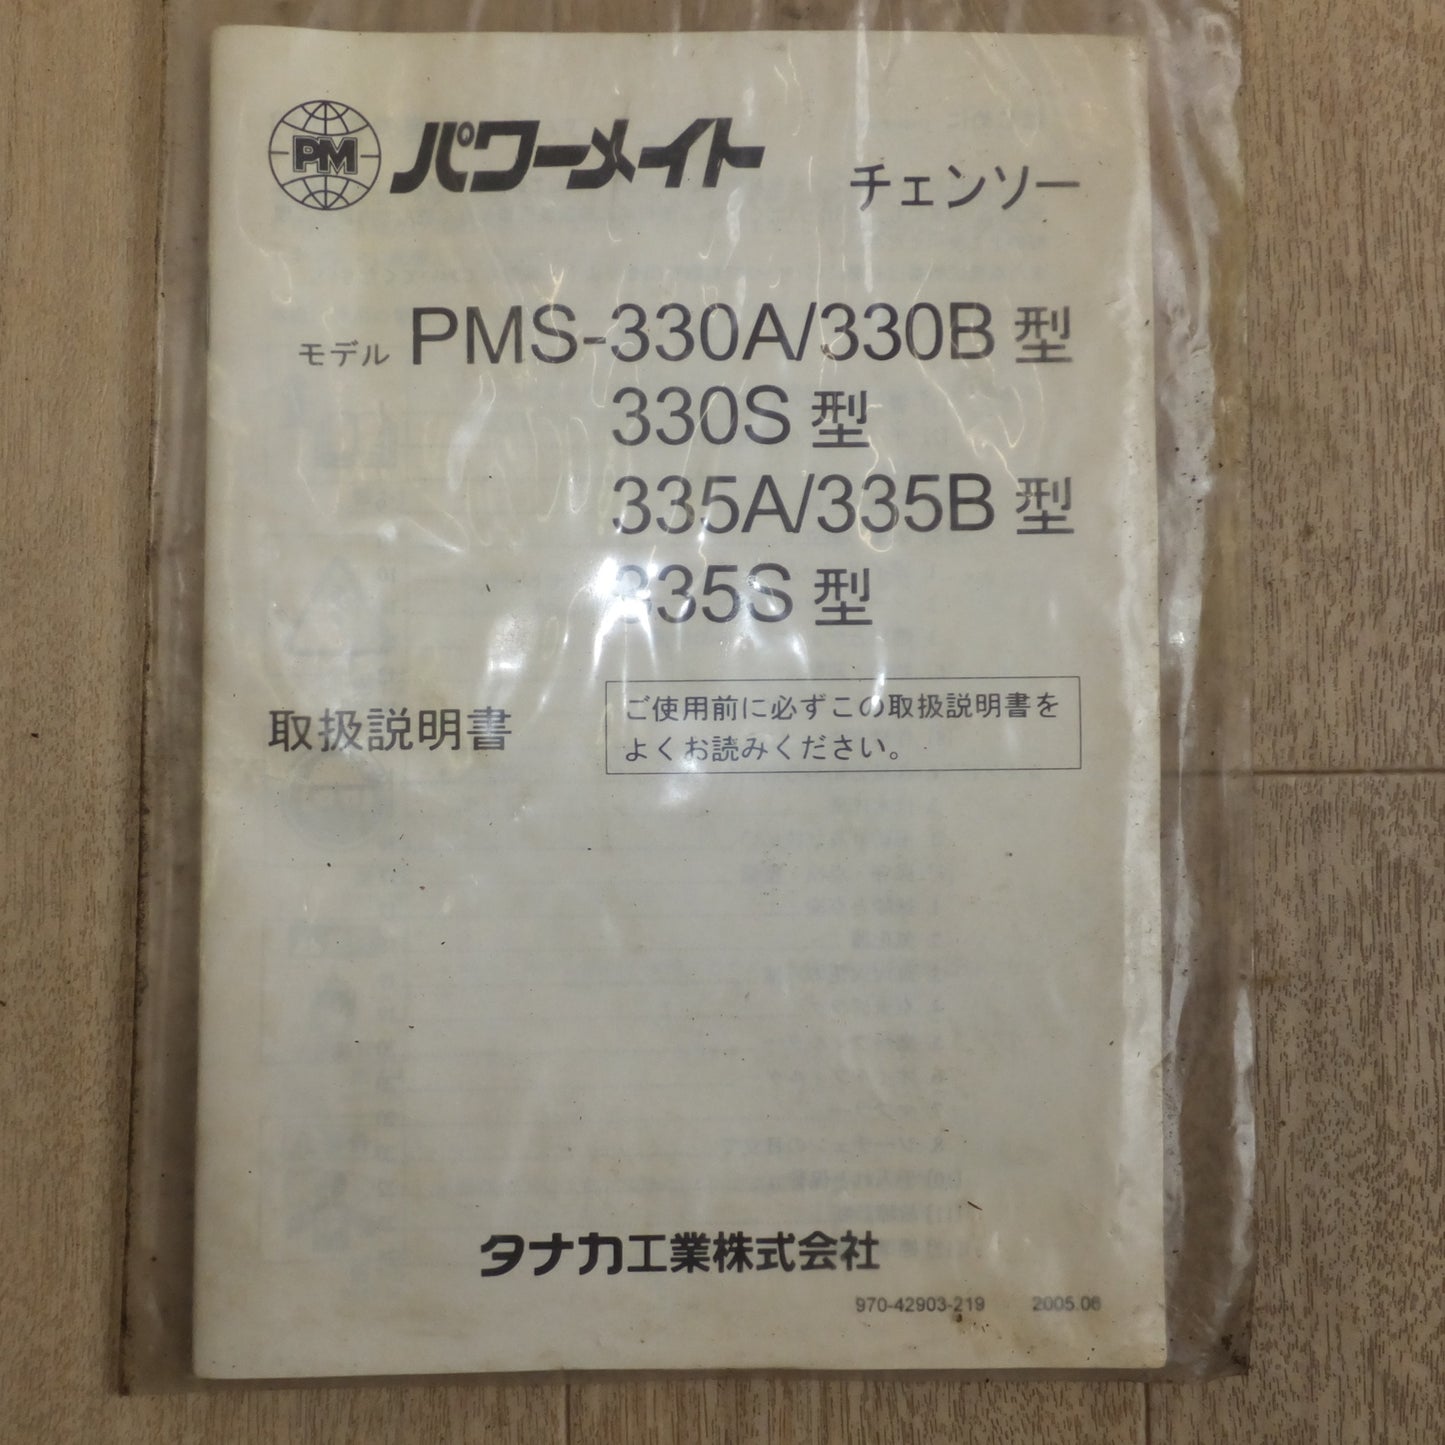 PM パワーメイト チェンソー
モデル PMS-330A/330B 型
330S 型
335A/335B 型
335S 型
取扱説明書
ご使用前に必ずこの取扱説明書を
よくお読みください。
タナカ工業株式会社
970-42903-219 2005.06